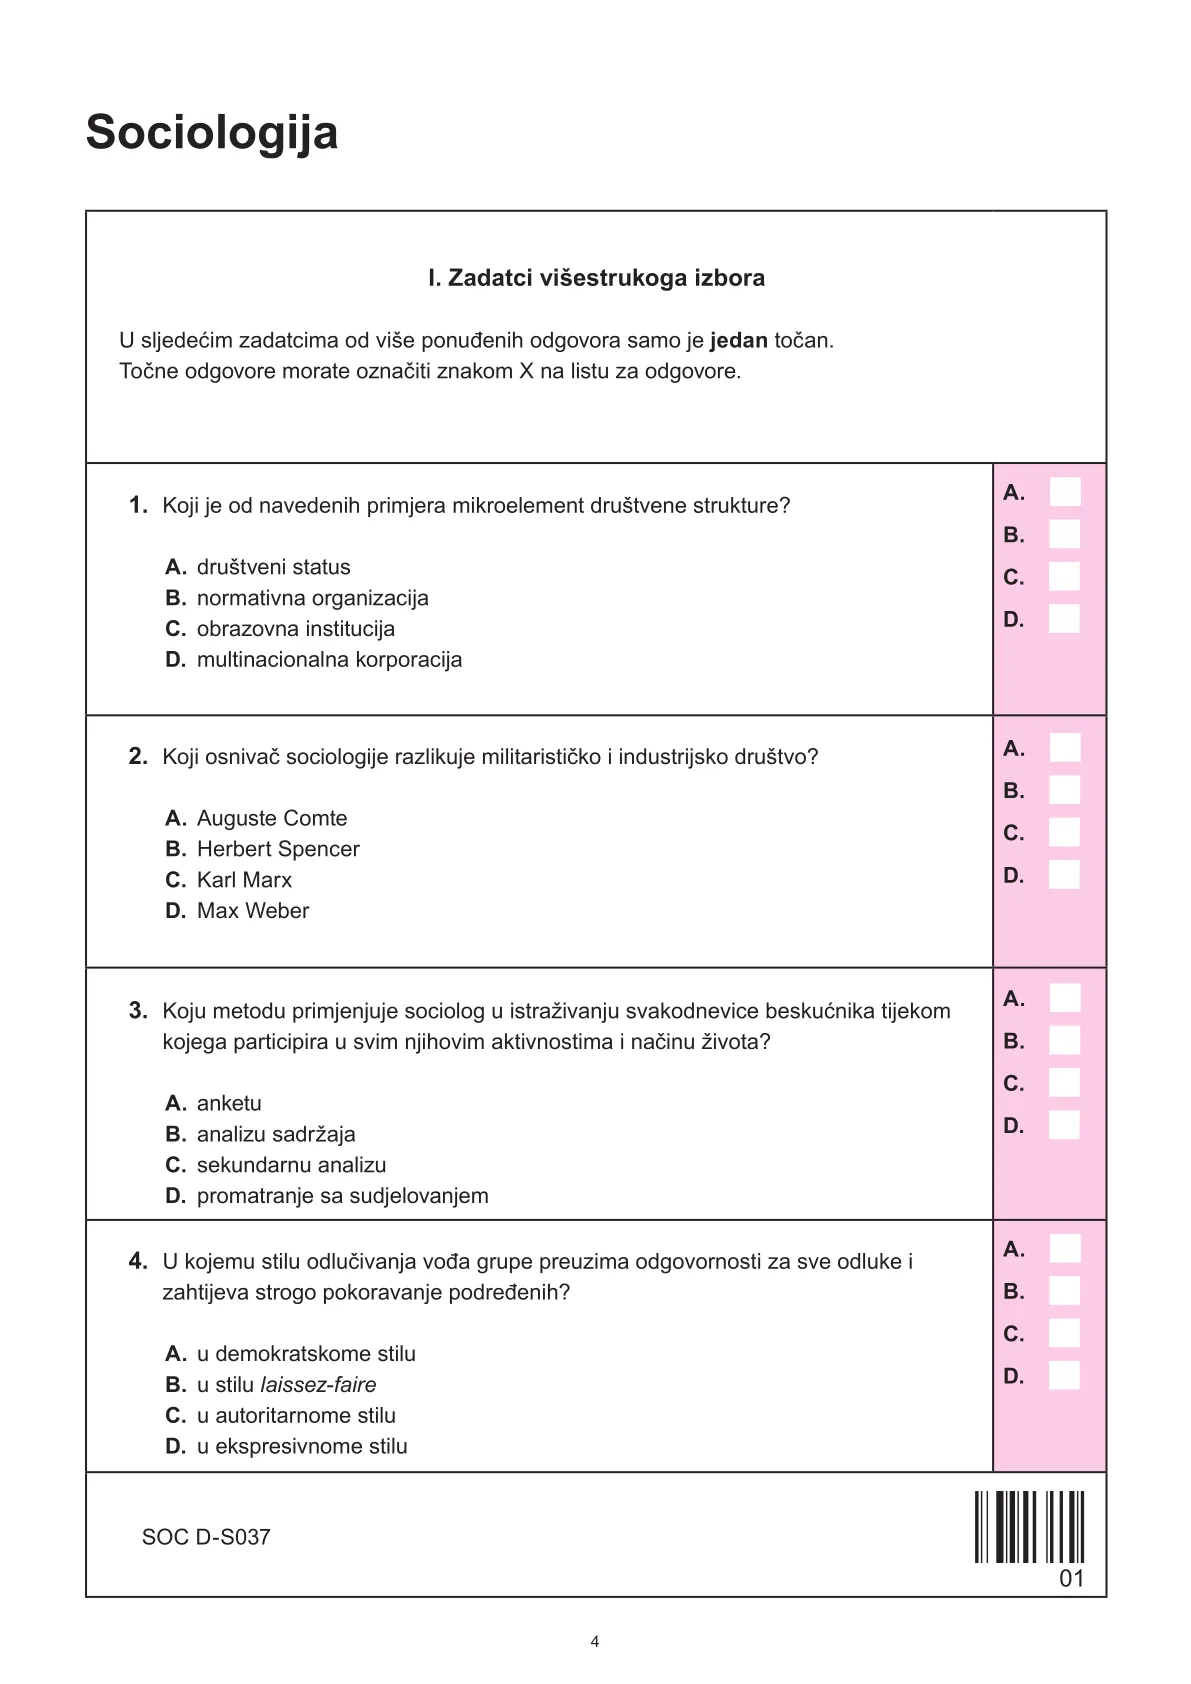 Sociologija
I. Zadatci višestrukoga izbora
U sljedećim zadatcima od više ponuđenih odgovora samo je jedan točan.
Točne odgovore morate označiti znakom X na listu za odgovore.
1. Koji je od navedenih primjera mikroelement društvene strukture?
A. društveni status
B. normativna organizacija
C. obrazovna institucija
D. multinacionalna korporacija
A.
B.
C.
D.
2. Koji osnivač sociologije razlikuje militarističko i industrijsko društvo?
A. Auguste Comte
B. Herbert Spencer
C. Karl Marx
D. Max Weber
A.
B.
C.
D.
3. Koju metodu primjenjuje sociolog u istraživanju svakodnevice beskućnika tijekom
kojega participira u svim njihovim aktivnostima i načinu života?
A. anketu
B. analizu sadržaja
C. sekundarnu analizu
D. promatranje sa sudjelovanjem
A.
B.
C.
D.
4. U kojemu stilu odlučivanja vođa grupe preuzima odgovornosti za sve odluke i
zahtijeva strogo pokoravanje podređenih?
A. u demokratskome stilu
B. u stilu laissez-faire
C. u autoritarnome stilu
D. u ekspresivnome stilu
A.
B.
C.
D.
SOC D-S037
01
4